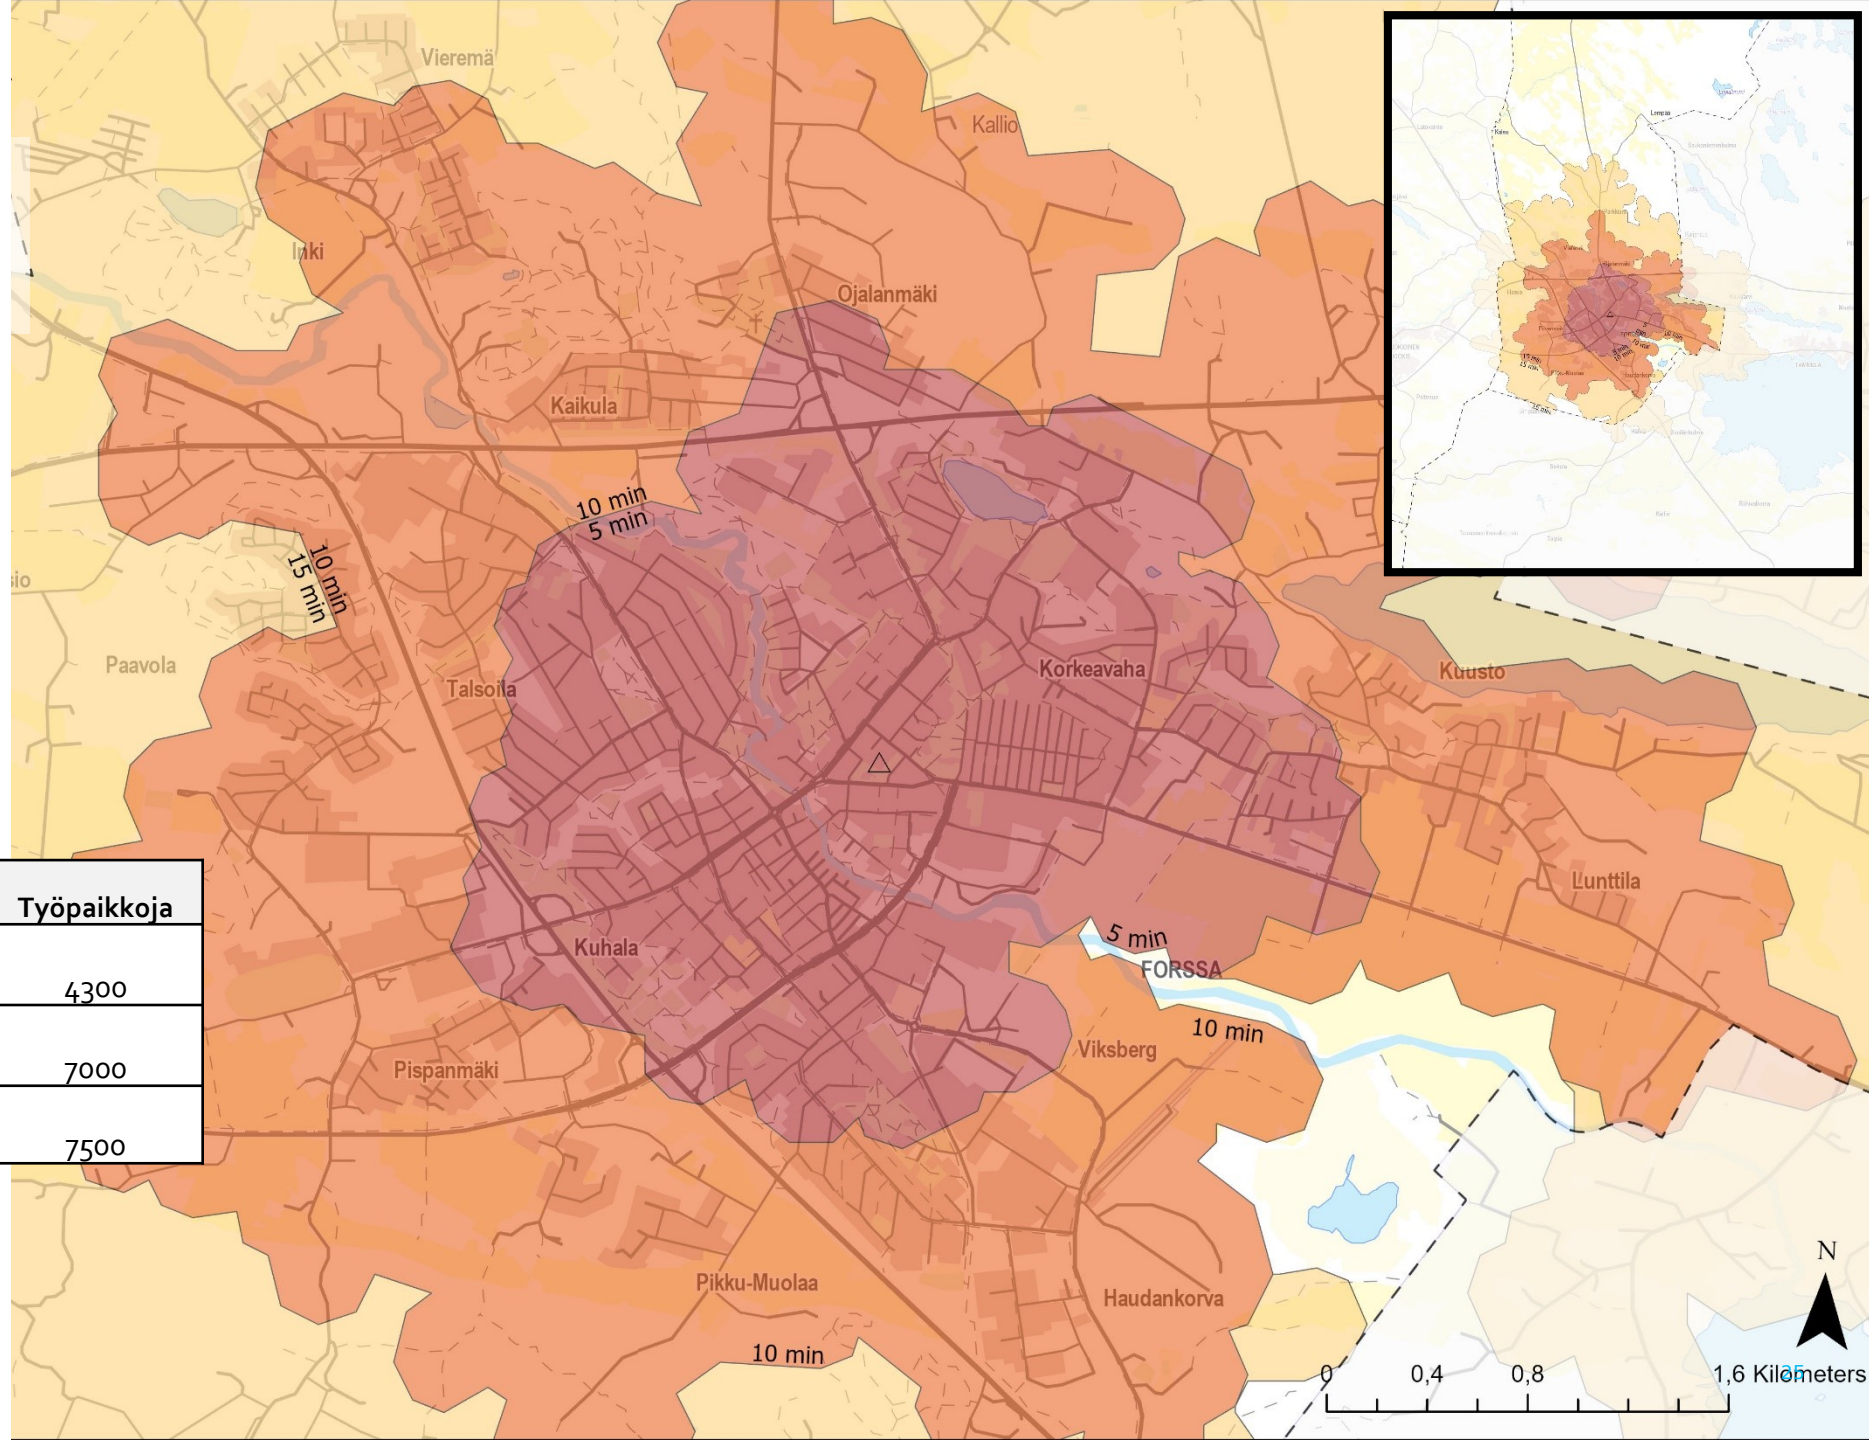 Vieremä
Kallio
Inki
Ojalanmäki
Kaikula
10 min
5 min
10 min
15 min
sio
Paavola
Talsoila
Korkeavaha
Kuusto
Lunttila
Työpaikkoja
4300
7000
7500
Kuhala
5 min
FORSSA
10 min
Viksberg
Pispanmäki
Pikku-Muolaa
Haudankorva
10 min
N
0 0,4 0,8 1,6 Kilometers
25